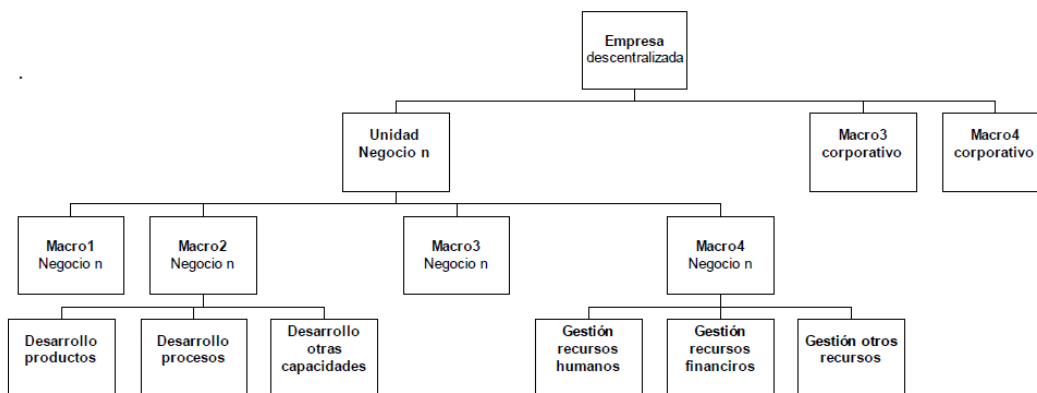 Empresa
descentralizada
.
Unidad
Negocio n
Macro3
corporativo
Macro4
corporativo
Macro1
Negocio n
Macro2
Negocio n
Macro3
Negocio n
Macro4
Negocio n
Desarrollo
productos
Desarrollo
procesos
Desarrollo
otras
capacidades
Gestión
recursos
humanos
Gestión
recursos
financiros
Gestión otros
recursos